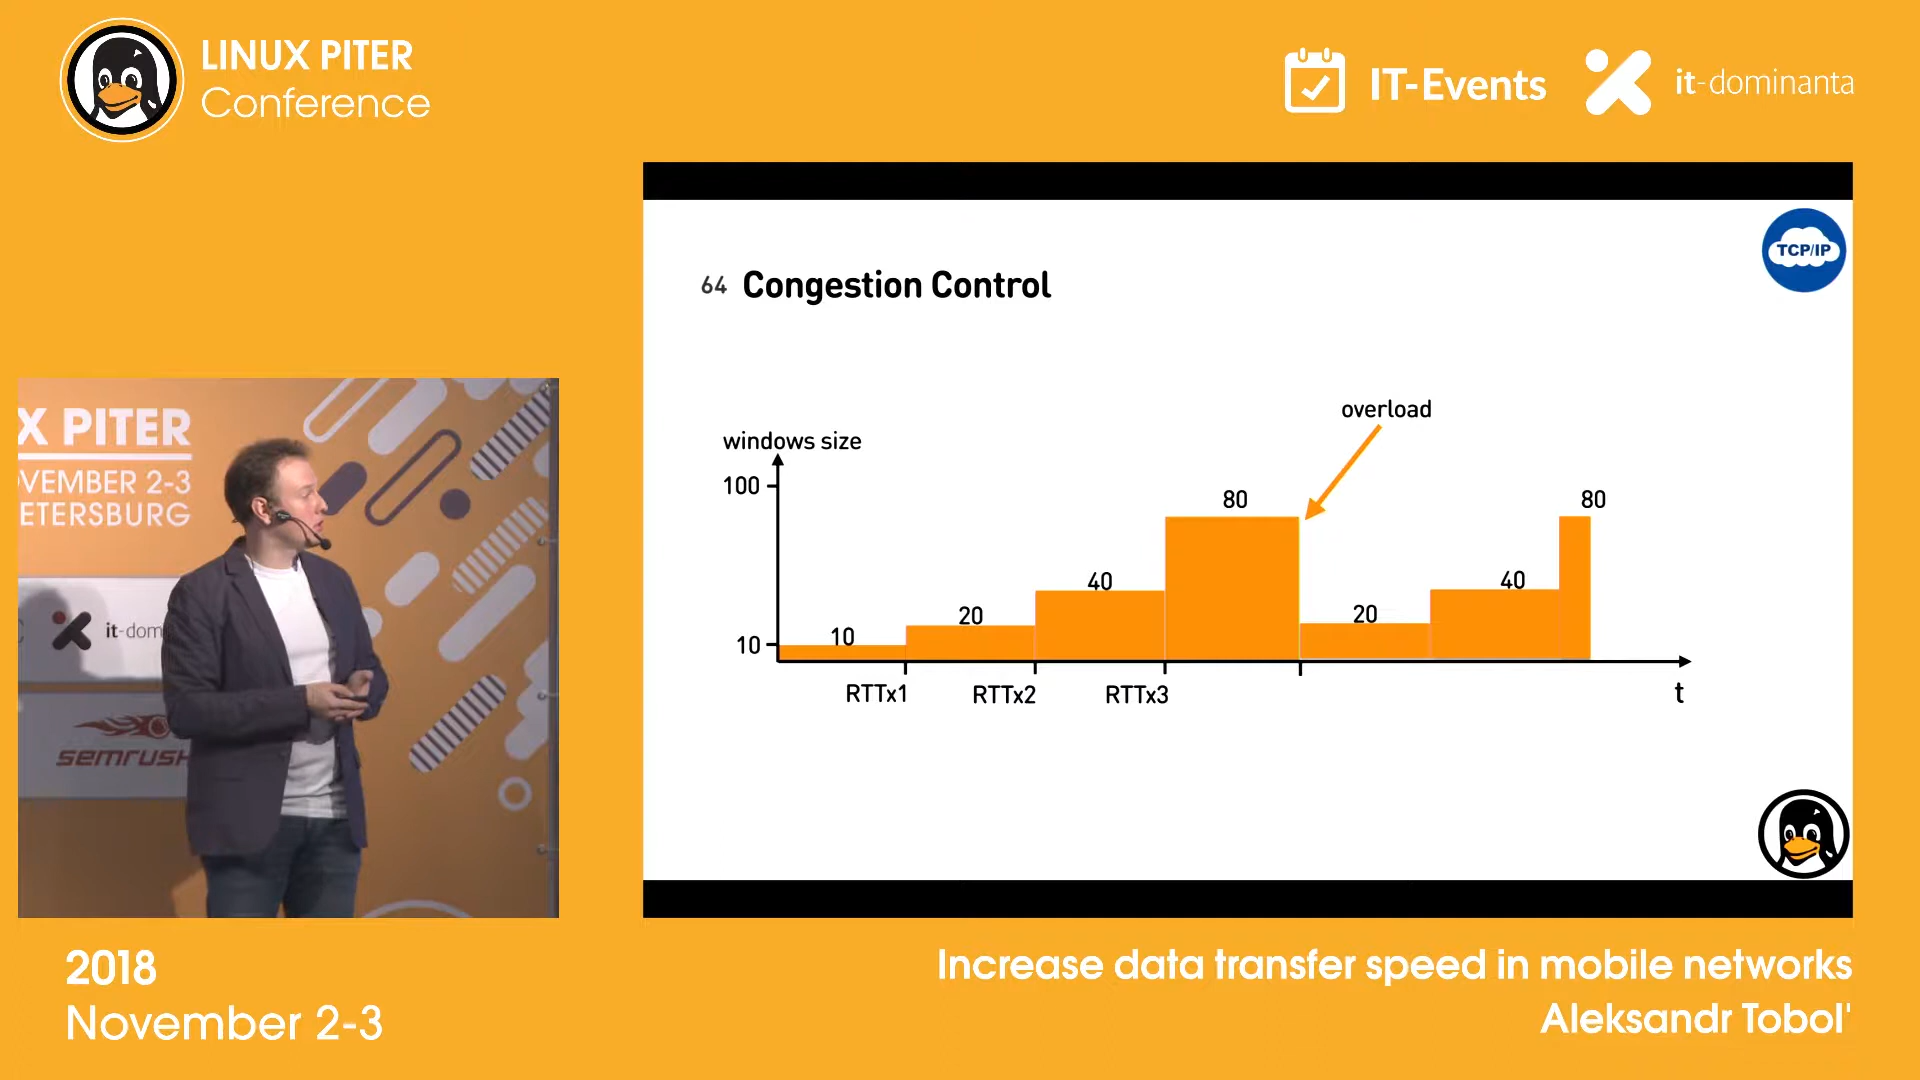 LINUX PITER
Conference
IT-Events
it-dominanta
TCP/IP
64 Congestion Control
overload
windows size
100
80
80
40
40
20
20
10
10
RTTx1
RTTx2
RTTx3
t
X PITER
VEMBER 2-3
ETERSBURG
it-dom
semrush
2018
November 2-3
Increase data transfer speed in mobile networks
Aleksandr Tobol'